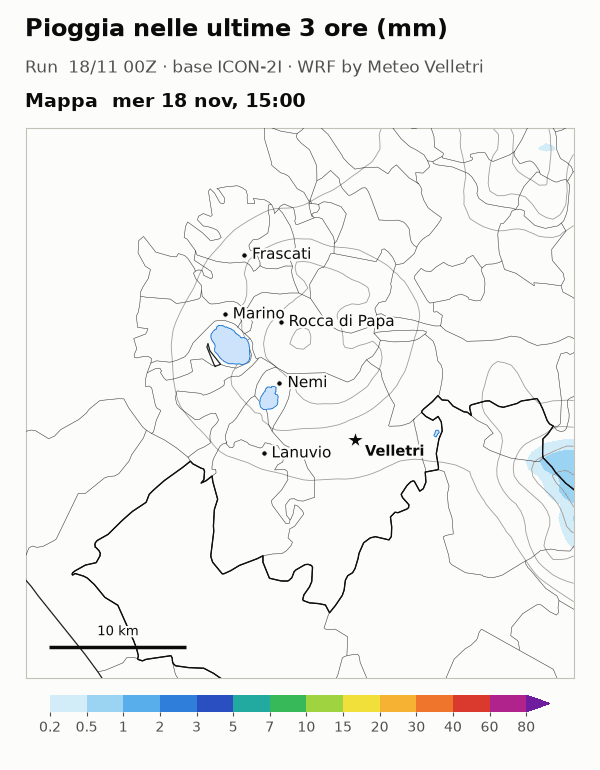 Pioggia nelle ultime 3 ore (mm)
Run  18/11 00Z · base ICON-2I · WRF by Meteo Velletri
Mappa  mer 18 nov, 15:00
Frascati
Marino
Rocca di Papa
Nemi
Velletri
Lanuvio
10 km
0.2 0.5 1 2 3 5 7 10 15 20 30 40 60 80